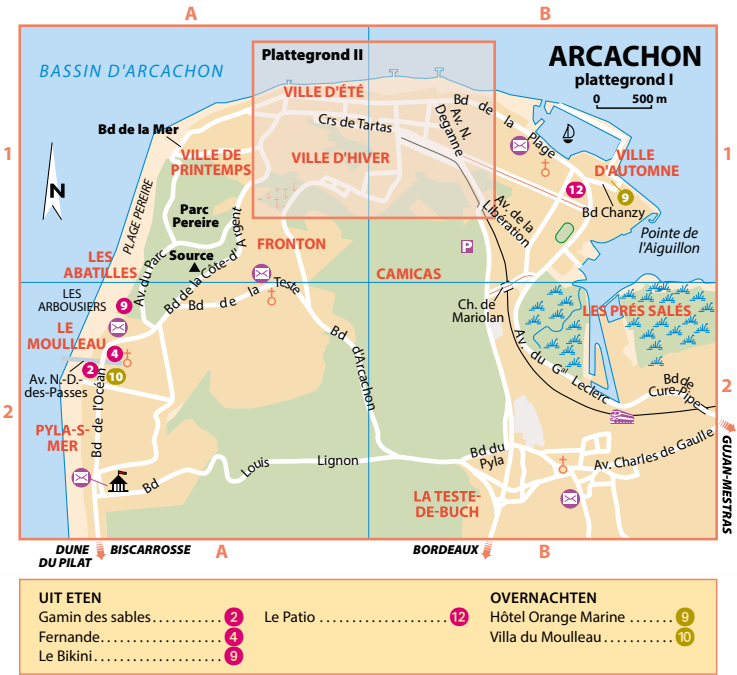 A
B
Plattegrond II
ARCACHON
plattegrond I
0 500 m
BASSIN D'ARCACHON
VILLE D'ÉTÉ
Bd de la Plage
Crs de Tartas
Av. N.
Deganne
Bd de la Mer
1
VILLE DE
PRINTEMPS
VILLE D'HIVER
VILLE
D'AUTOMNE
1
N
12
9
PLAGE PEREIRE
Parc
Pereire
Av. de la
Libération
Bd Chanzy
Pointe de
l'Aiguillon
FRONTON
P
Source
LES
ABATILLES
Av. du Parc
Bd de la Côte-d'Argent
CAMICAS
LES
ARBOUSIERS
9
Bd de la Teste
Ch. de
Mariolan
LES PRÉS SALÉS
LE
MOULLEAU
4
2
10
Av. N.-D.-
des-Passes
Bd de l'Océan
Bd d'Arcachon
Av. du Gal Leclerc
Bd de
Cure-Pipe
2
2
PYLA-S-
MER
Bd Louis Lignon
Bd du
Pyla
Av. Charles de Gaulle
GUJAN-MESTRAS
LA TESTE-
DE-BUCH
DUNE
DU PILAT
BISCARROSSE
A
BORDEAUX
B
UIT ETEN
Gamin des sables........... 2
Fernande.................... 4
Le Bikini..................... 9
Le Patio .................... 12
OVERNACHTEN
Hôtel Orange Marine ....... 9
Villa du Moulleau........... 10